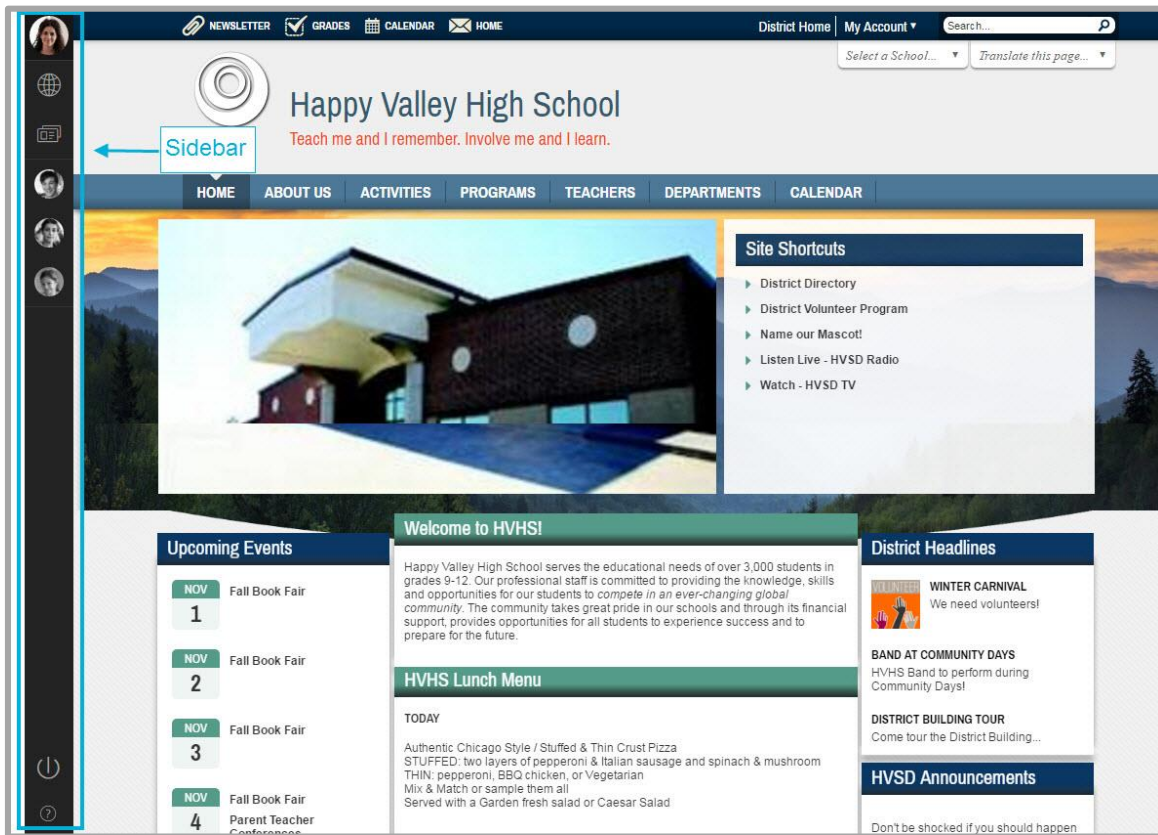 NEWSLETTER GRADES CALENDAR HOME
District Home My Account Search...
Select a School... Translate this page...
Happy Valley High School
Teach me and I remember. Involve me and I learn.
Sidebar
HOME ABOUT US ACTIVITIES PROGRAMS TEACHERS DEPARTMENTS CALENDAR
Site Shortcuts
District Directory
District Volunteer Program
Name our Mascot!
Listen Live - HVSD Radio
Watch - HVSD TV
Upcoming Events
NOV
1
Fall Book Fair
NOV
2
Fall Book Fair
NOV
3
Fall Book Fair
NOV
4
Fall Book Fair
Parent Teacher
Conferences
Welcome to HVHS!
Happy Valley High School serves the educational needs of over 3,000 students in
grades 9-12. Our professional staff is committed to providing the knowledge, skills
and opportunities for our students to compete in an ever-changing global
community. The community takes great pride in our schools and through its financial
support, provides opportunities for all students to experience success and to
prepare for the future.
HVHS Lunch Menu
TODAY
Authentic Chicago Style / Stuffed & Thin Crust Pizza
STUFFED: two layers of pepperoni & Italian sausage and spinach & mushroom
THIN: pepperoni, BBQ chicken, or Vegetarian
Mix & Match or sample them all
Served with a Garden fresh salad or Caesar Salad
District Headlines
VOLUNTEER
WINTER CARNIVAL
We need volunteers!
BAND AT COMMUNITY DAYS
HVHS Band to perform during
Community Days!
DISTRICT BUILDING TOUR
Come tour the District Building...
HVSD Announcements
Don't be shocked if you should happen